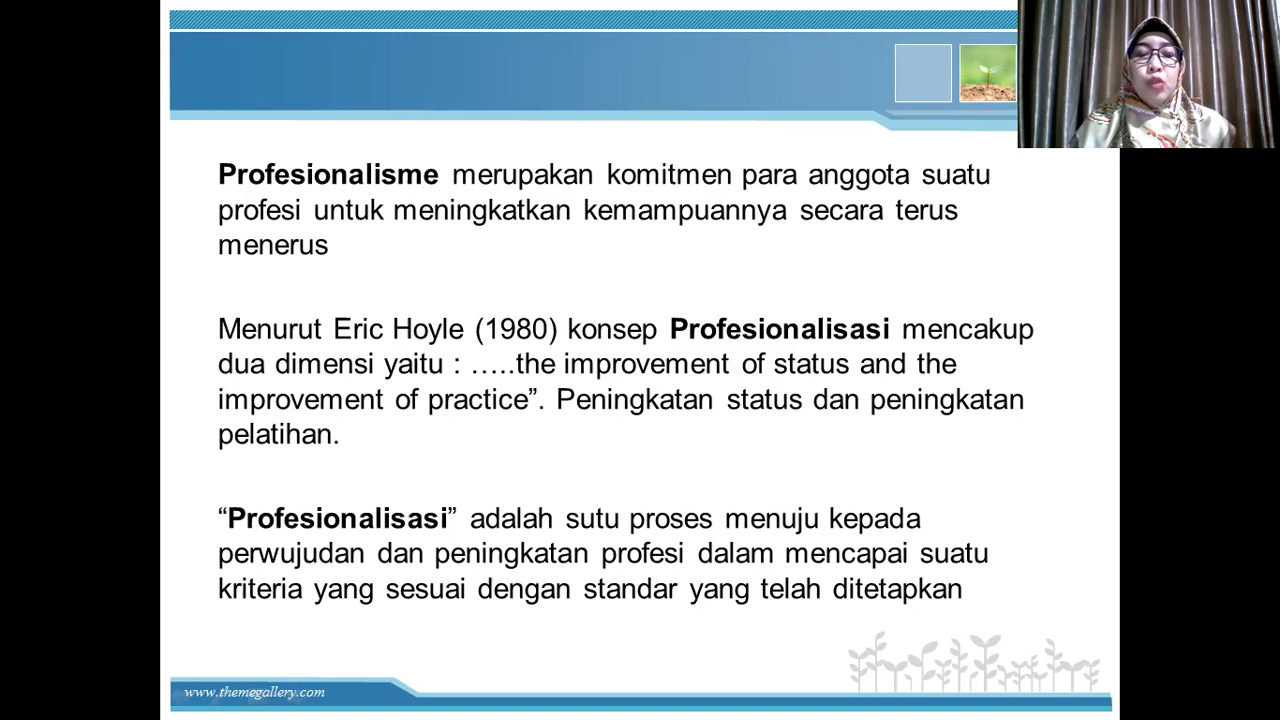 Profesionalisme merupakan komitmen para anggota suatu
profesi untuk meningkatkan kemampuannya secara terus
menerus
Menurut Eric Hoyle (1980) konsep Profesionalisasi mencakup
dua dimensi yaitu : …..the improvement of status and the
improvement of practice”. Peningkatan status dan peningkatan
pelatihan.
“Profesionalisasi” adalah sutu proses menuju kepada
perwujudan dan peningkatan profesi dalam mencapai suatu
kriteria yang sesuai dengan standar yang telah ditetapkan
www.themegallery.com